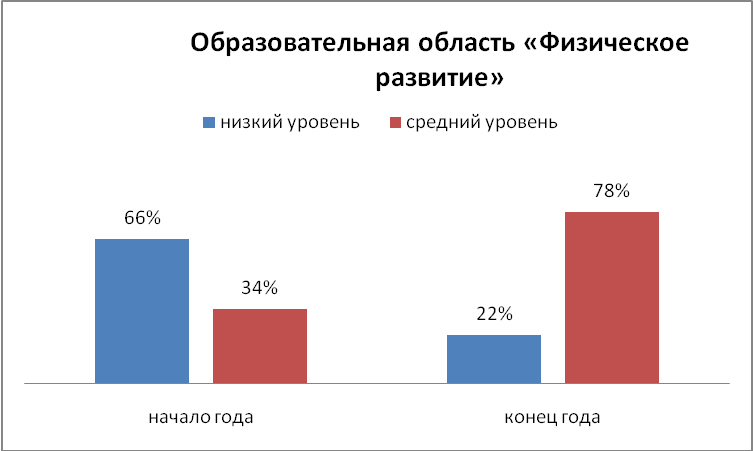 Образовательная область «Физическое
развитие»
низкий уровень средний уровень
78%
66%
34%
22%
начало года конец года